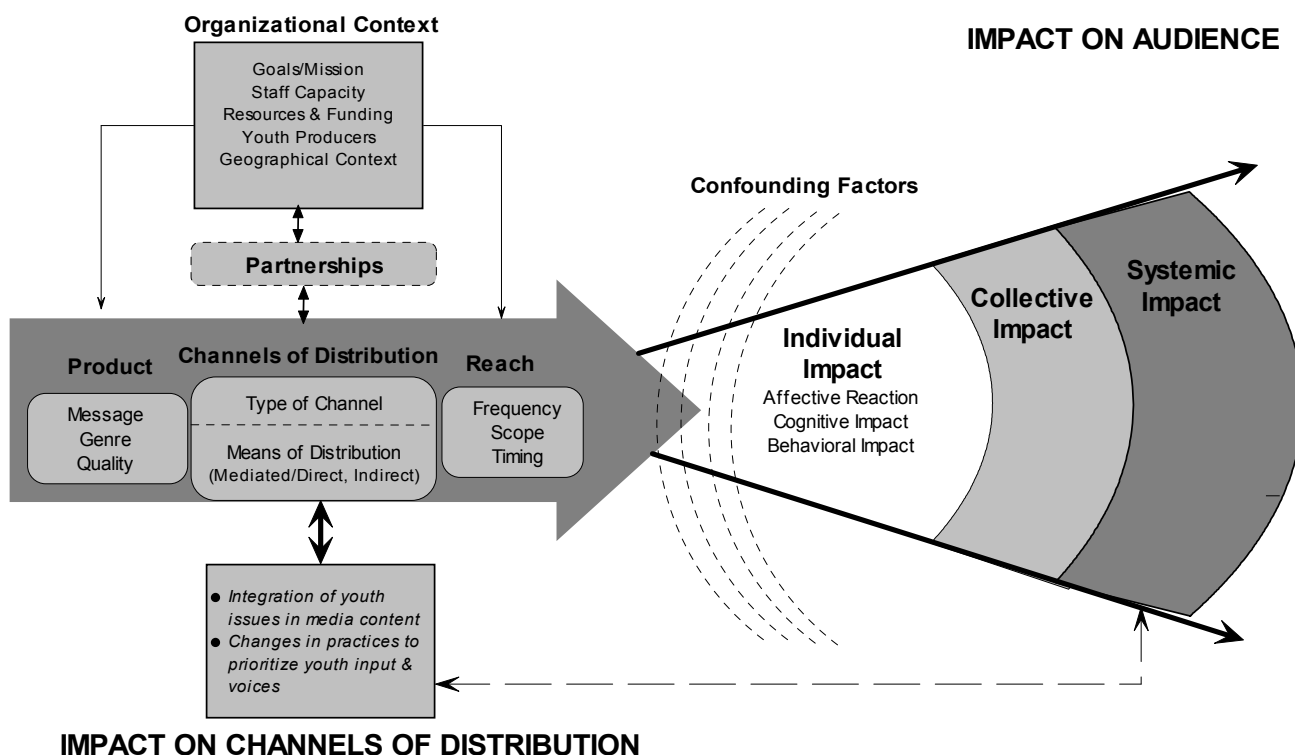 Organizational Context
IMPACT ON AUDIENCE
Goals/Mission
Staff Capacity
Resources & Funding
Youth Producers
Geographical Context
Confounding Factors
Partnerships
Systemic
Impact
Collective
Impact
Channels of Distribution
Product
Reach
Individual
Impact
Affective Reaction
Cognitive Impact
Behavioral Impact
Message
Genre
Quality
Type of Channel
Means of Distribution
(Mediated/Direct, Indirect)
Frequency
Scope
Timing
● Integration of youth
issues in media content
● Changes in practices to
prioritize youth input &
voices
IMPACT ON CHANNELS OF DISTRIBUTION